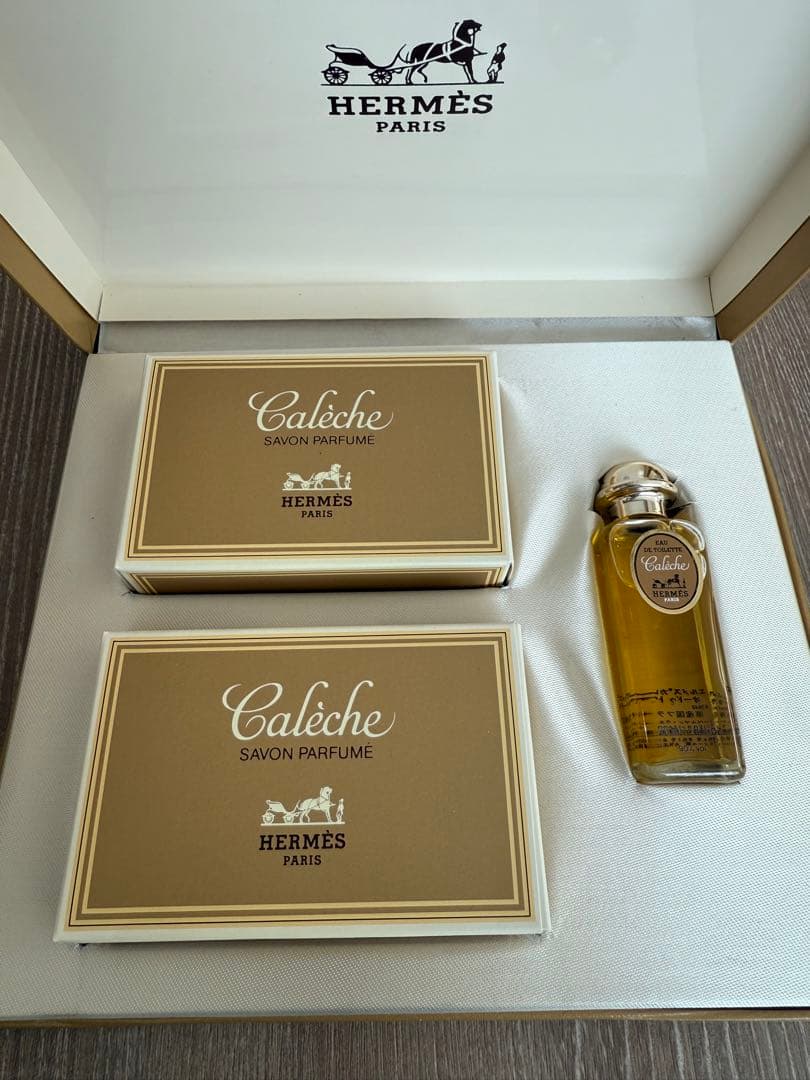 HERMÈS
PARIS
Calèche
SAVON PARFUMÉ
HERMÈS
PARIS
EAU
DE TOILETTE
Calèche
HERMÈS
PARIS
Calèche
SAVON PARFUMÉ
HERMÈS
PARIS